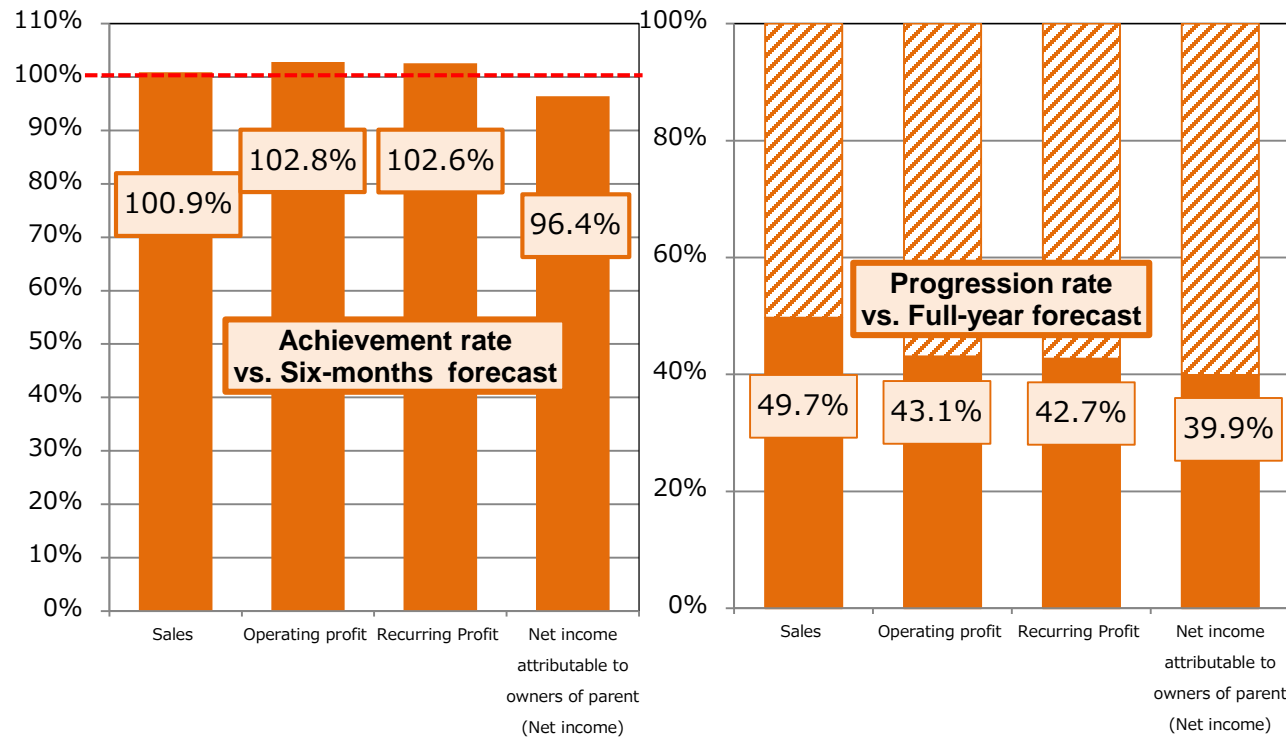 110%
100%
90%
80%
70%
60%
50%
40%
30%
20%
10%
0%
100.9%
102.8%
102.6%
96.4%
Achievement rate
vs. Six-months forecast
Sales
Operating profit
Recurring Profit
Net income
attributable to
owners of parent
(Net income)
100%
80%
60%
40%
20%
0%
Progression rate
vs. Full-year forecast
49.7%
43.1%
42.7%
39.9%
Sales
Operating profit
Recurring Profit
Net income
attributable to
owners of parent
(Net income)